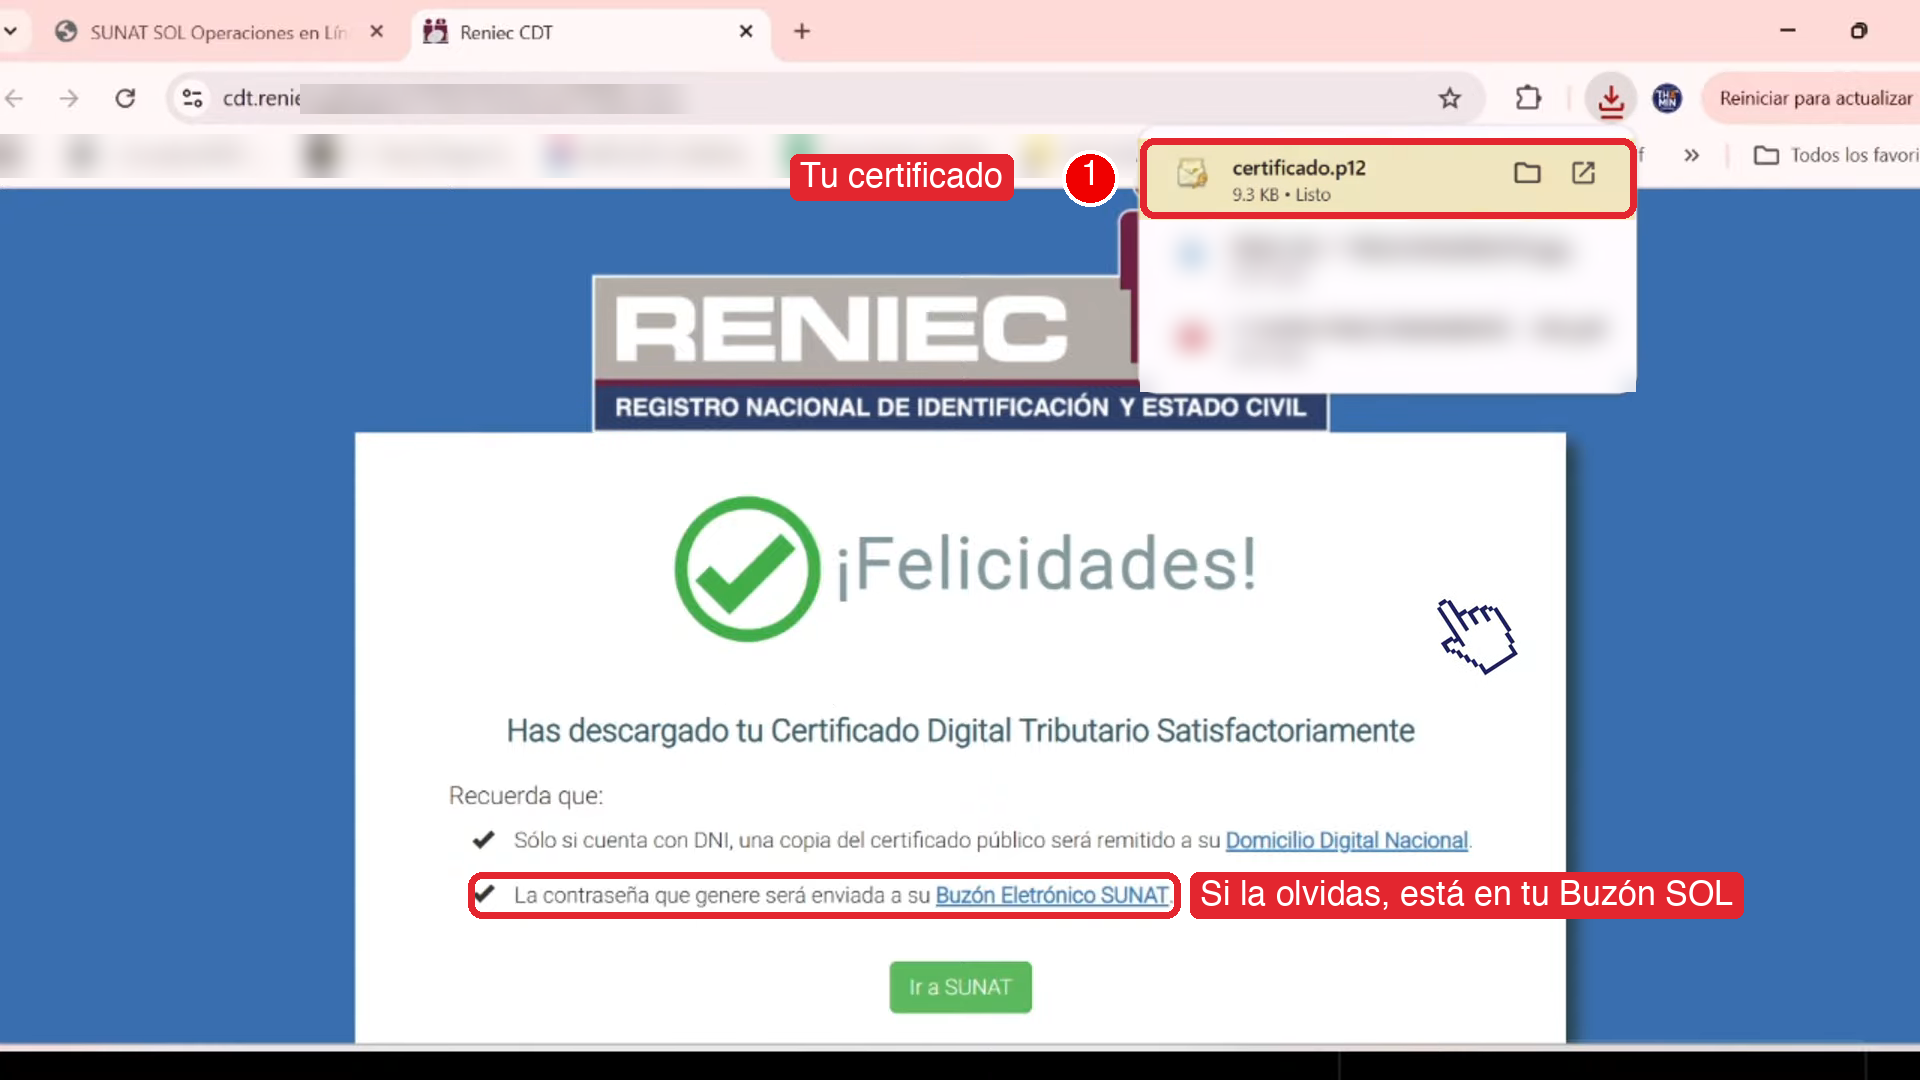 SUNAT SOL Operaciones en Lín
Reniec CDT
cdt.renie
THE MIN
Reiniciar para actualizar
Todos los favori
Tu certificado
1
certificado.p12
9.3 KB • Listo
RENIEC
REGISTRO NACIONAL DE IDENTIFICACIÓN Y ESTADO CIVIL
¡Felicidades!
Has descargado tu Certificado Digital Tributario Satisfactoriamente
Recuerda que:
Sólo si cuenta con DNI, una copia del certificado público será remitido a su Domicilio Digital Nacional.
La contraseña que genere será enviada a su Buzón Eletrónico SUNAT.
Si la olvidas, está en tu Buzón SOL
Ir a SUNAT